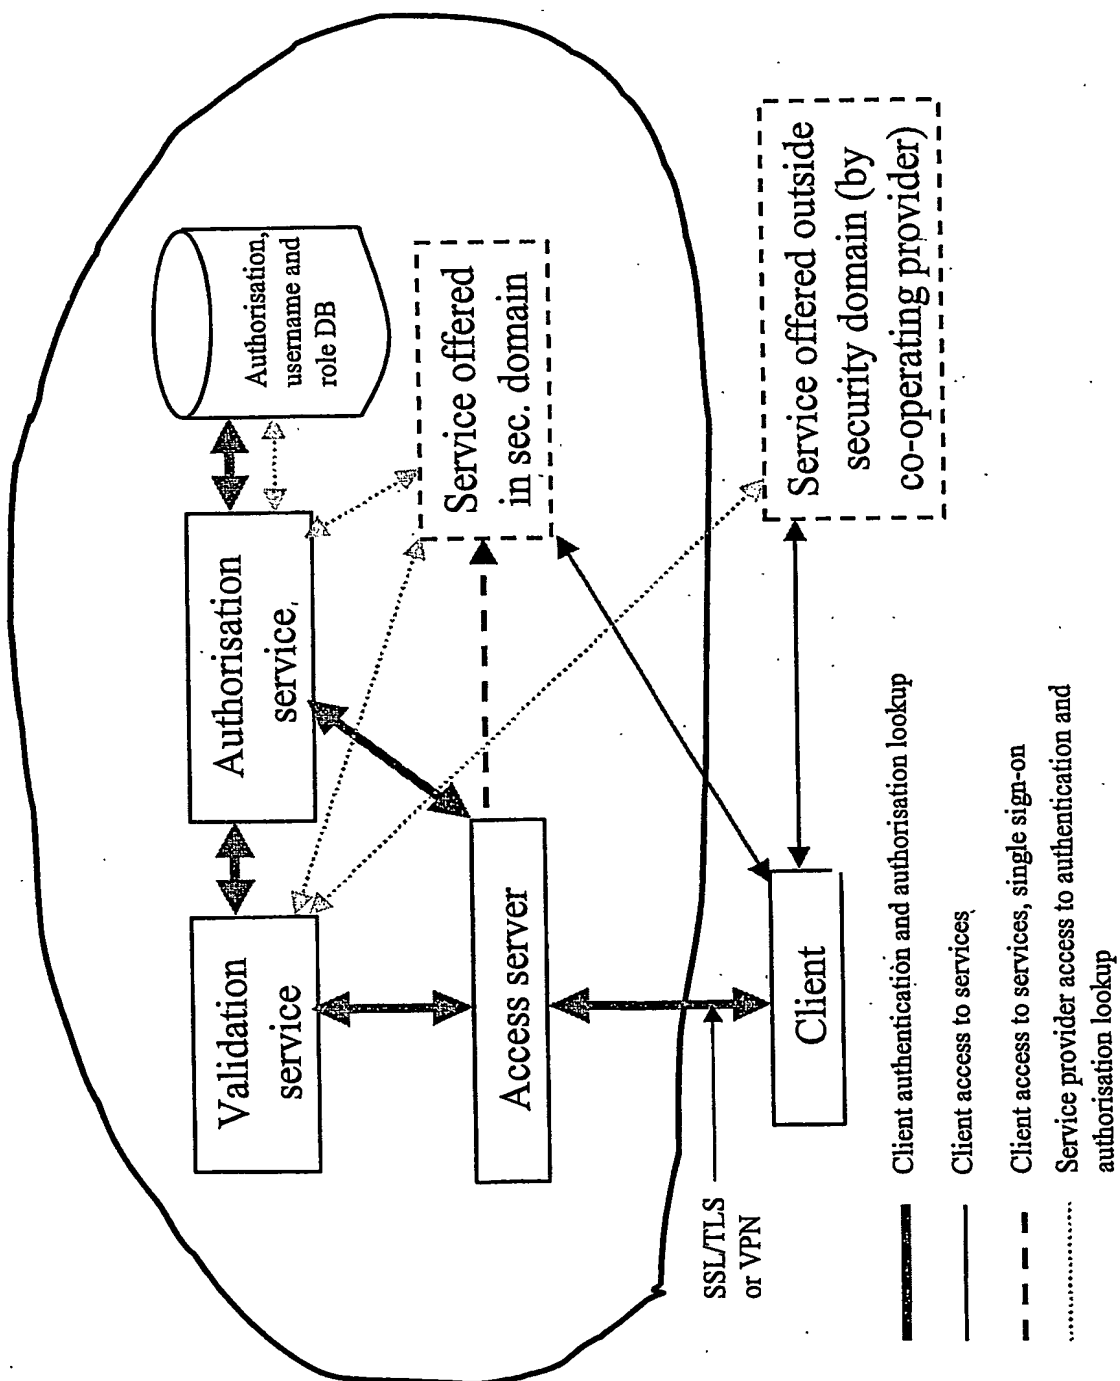 Validation
service
Authorisation
service
Authorisation,
username and
role DB
Access server
Service offered
in sec. domain
SSL/TLS
or VPN
Client
Service offered outside
security domain (by
co-operating provider)
Client authentication and authorisation lookup
Client access to services
Client access to services, single sign-on
Service provider access to authentication and
authorisation lookup